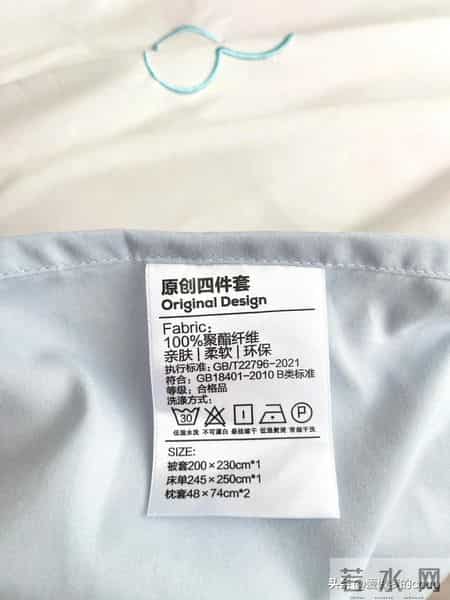 原创四件套
Original Design
Fabric:
100%聚酯纤维
亲肤|柔软|环保
执行标准:GB/T22796-2021
符合:GB18401-2010 B类标准
等级:合格品
洗涤方式:
30 P
低温水洗 不可漂白 悬挂晾干 低温熨烫 常规干洗
SIZE:
被套200×230cm*1
床单245×250cm*1
枕套48×74cm*2
若水网